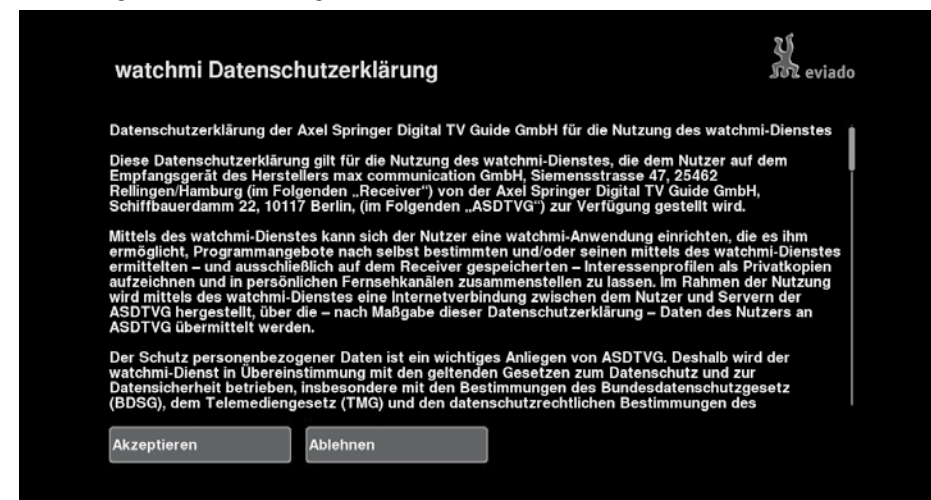 watchmi Datenschutzerklärung
eviado
Datenschutzerklärung der Axel Springer Digital TV Guide GmbH für die Nutzung des watchmi-Dienstes
Diese Datenschutzerklärung gilt für die Nutzung des watchmi-Dienstes, die dem Nutzer auf dem
Empfangsgerät des Herstellers max communication GmbH, Siemensstrasse 47, 25462
Rellingen/Hamburg (im Folgenden „Receiver“) von der Axel Springer Digital TV Guide GmbH,
Schiffbauerdamm 22, 10117 Berlin, (im Folgenden „ASDTVG“) zur Verfügung gestellt wird.
Mittels des watchmi-Dienstes kann sich der Nutzer eine watchmi-Anwendung einrichten, die es ihm
ermöglicht, Programmangebote nach selbst bestimmten und/oder seinen mittels des watchmi-Dienstes
ermittelten – und ausschließlich auf dem Receiver gespeicherten – Interessenprofilen als Privatkopien
aufzeichnen und in persönlichen Fernsehkanälen zusammenstellen zu lassen. Im Rahmen der Nutzung
wird mittels des watchmi-Dienstes eine Internetverbindung zwischen dem Nutzer und Servern der
ASDTVG hergestellt, über die – nach Maßgabe dieser Datenschutzerklärung – Daten des Nutzers an
ASDTVG übermittelt werden.
Der Schutz personenbezogener Daten ist ein wichtiges Anliegen von ASDTVG. Deshalb wird der
watchmi-Dienst in Übereinstimmung mit den geltenden Gesetzen zum Datenschutz und zur
Datensicherheit betrieben, insbesondere mit den Bestimmungen des Bundesdatenschutzgesetz
(BDSG), dem Telemediengesetz (TMG) und den datenschutzrechtlichen Bestimmungen des
Akzeptieren
Ablehnen